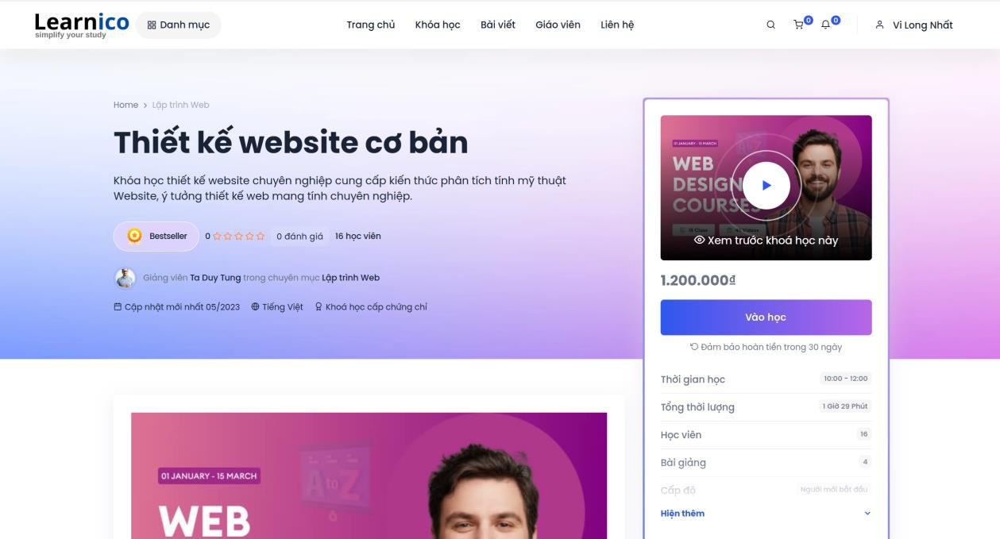 Learnico
simplify your study
Danh mục
Trang chủ
Khóa học
Bài viết
Giáo viên
Liên hệ
0
0
Vi Long Nhất
Home > Lập trình Web
Thiết kế website cơ bản
Khóa học thiết kế website chuyên nghiệp cung cấp kiến thức phân tích tính mỹ thuật
Website, ý tưởng thiết kế web mang tính chuyên nghiệp.
Bestseller
0
0 đánh giá
16 học viên
Giảng viên Ta Duy Tung trong chuyên mục Lập trình Web
Cập nhật mới nhất 05/2023
Tiếng Việt
Khoá học cấp chứng chỉ
01 JANUARY - 15 MARCH
A to Z
WEB
01 JANUARY - 15 MARCH
WEB
DESIGN
COURSES
Xem trước khoá học này
1.200.000₫
Vào học
Đảm bảo hoàn tiền trong 30 ngày
Thời gian học
10:00 - 12:00
Tổng thời lượng
1 Giờ 29 Phút
Học viên
16
Bài giảng
4
Cấp độ
Người mới bắt đầu
Hiện thêm